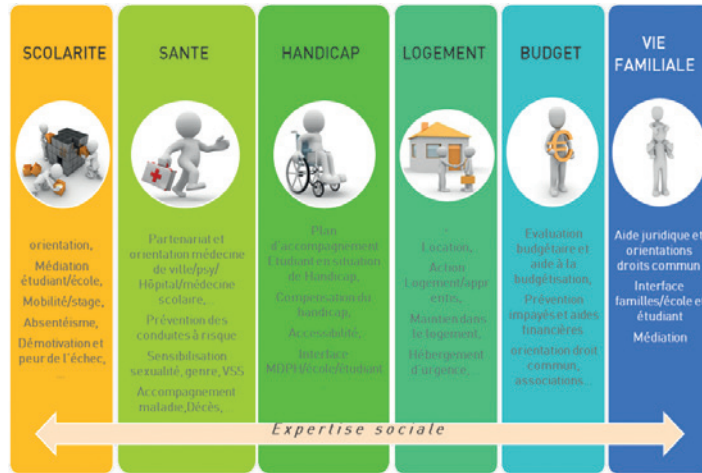 SCOLARITE
orientation,
Médiation
étudiant/école,
Mobilité/stage,
Absentéisme,
Démotivation et
peur de l'échec,
...
SANTE
Partenariat et
orientation médecine
de ville/psy/
Hôpital/médecine
scolaire,...
Prévention des
conduites à risque
Sensibilisation
sexualité, genre, VSS
Accompagnement
maladie,Décès,...
HANDICAP
Plan
d'accompagnement
Etudiant en situation
de Handicap,
Compensation du
handicap,
Accessibilité,
Interface
MDPH/école/étudiant
LOGEMENT
Location,
Action
Logement/appr
entis,
Maintien dans
le logement,
Hébergement
d'urgence,...
BUDGET
€
Evaluation
budgétaire et
aide à la
budgétisation,
Prévention
impayés et aides
financières
orientation droit
commun,
associations...
VIE
FAMILIALE
Aide juridique et
orientations
droits commun
Interface
familles/école et
étudiant
Médiation
Expertise sociale